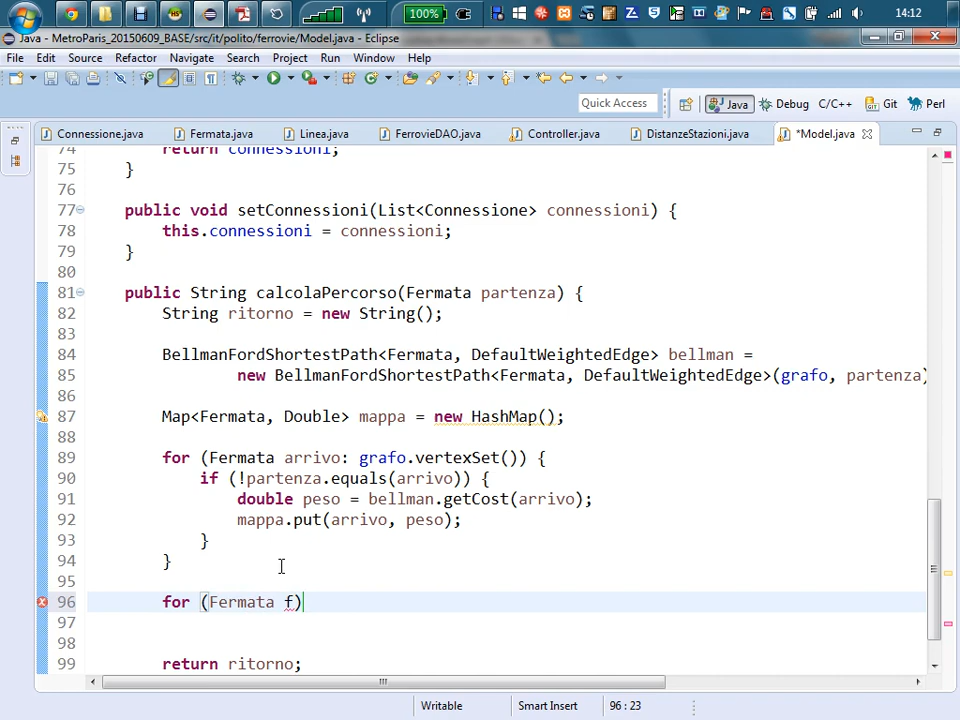 100%
14:12
Java - MetroParis_20150609_BASE/src/it/polito/ferrovie/Model.java - Eclipse
File Edit Source Refactor Navigate Search Project Run Window Help
Quick Access Java Debug C/C++ Git Perl
Connessione.java Fermata.java Linea.java FerrovieDAO.java Controller.java DistanzeStazioni.java *Model.java
74 return connessioni;
75 }
76
77 public void setConnessioni(List<Connessione> connessioni) {
78 this.connessioni = connessioni;
79 }
80
81 public String calcolaPercorso(Fermata partenza) {
82 String ritorno = new String();
83
84 BellmanFordShortestPath<Fermata, DefaultWeightedEdge> bellman =
85 new BellmanFordShortestPath<Fermata, DefaultWeightedEdge>(grafo, partenza)
86
87 Map<Fermata, Double> mappa = new HashMap();
88
89 for (Fermata arrivo: grafo.vertexSet()) {
90 if (!partenza.equals(arrivo)) {
91 double peso = bellman.getCost(arrivo);
92 mappa.put(arrivo, peso);
93 }
94 }
95
96 for (Fermata f)
97
98
99 return ritorno;
Writable Smart Insert 96 : 23